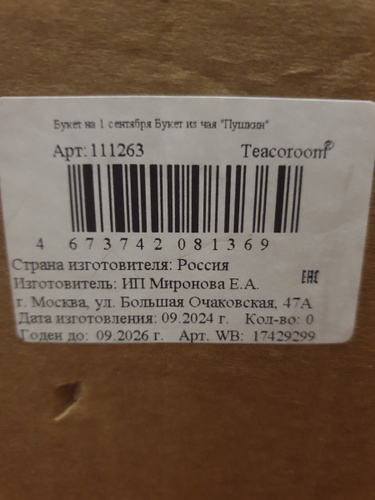 Букет на 1 сентября Букет из чая "Пушкин"
Арт: 111263 Teacoroom®
4 673742 081369
Страна изготовителя: Россия
Изготовитель: ИП Миронова Е.А. ЕАС
г. Москва, ул. Большая Очаковская, 47А
Дата изготовления: 09.2024 г. Кол-во: 0
Годен до: 09.2026 г. Арт. WB: 17429299